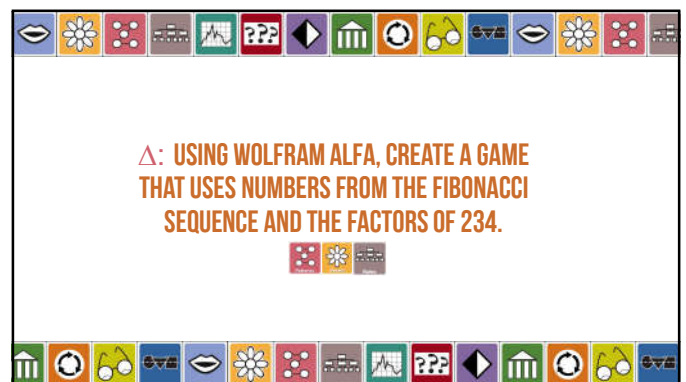 ???
Δ: USING WOLFRAM ALFA, CREATE A GAME
THAT USES NUMBERS FROM THE FIBONACCI
SEQUENCE AND THE FACTORS OF 234.
???